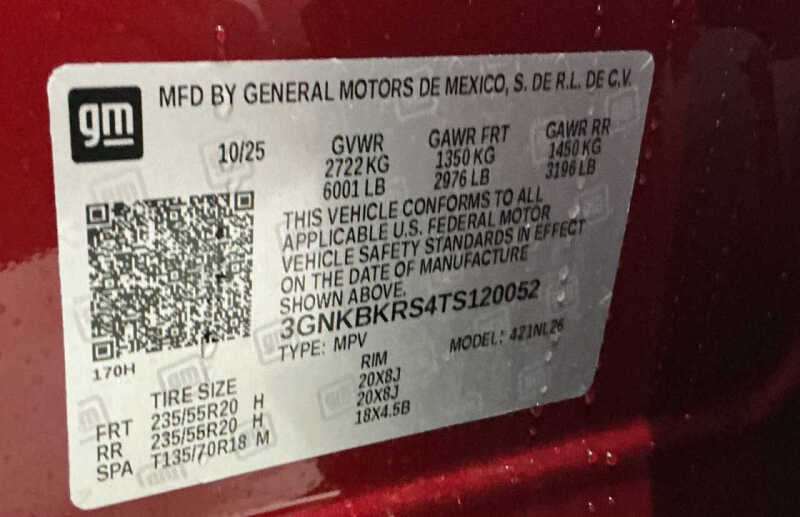 gm
MFD BY GENERAL MOTORS DE MEXICO, S. DE R.L. DE C.V.
10/25 GVWR GAWR FRT GAWR RR
2722 KG 1350 KG 1450 KG
6001 LB 2976 LB 3196 LB
THIS VEHICLE CONFORMS TO ALL
APPLICABLE U.S. FEDERAL MOTOR
VEHICLE SAFETY STANDARDS IN EFFECT
ON THE DATE OF MANUFACTURE
SHOWN ABOVE.
3GNKBKRS4TS120052
170H
TYPE: MPV MODEL: 421NL26
TIRE SIZE RIM
FRT 235/55R20 H 20X8J
RR 235/55R20 H 20X8J
SPA T135/70R18 M 18X4.5B